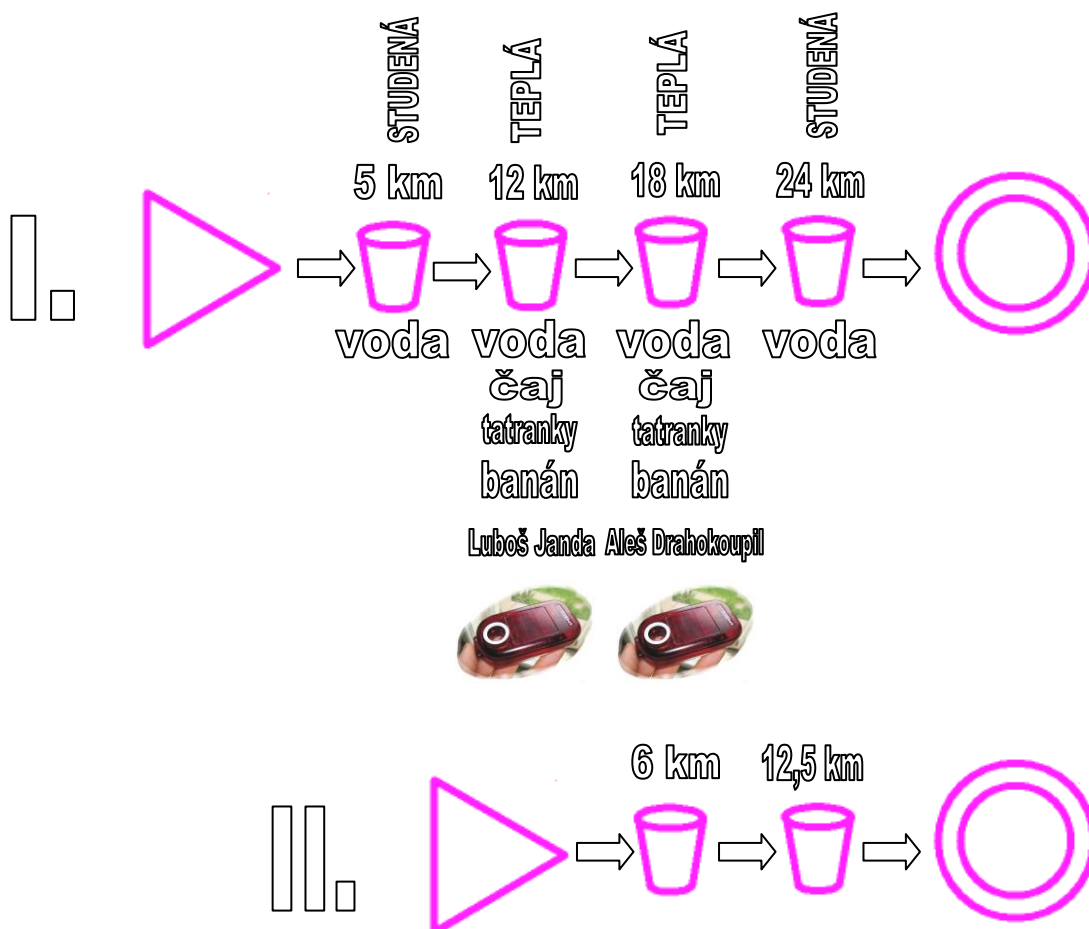 STUDENÁ TEPLÁ TEPLÁ STUDENÁ
5 km 12 km 18 km 24 km
I.
voda voda voda voda
čaj čaj
tatranky tatranky
banán banán
Luboš Janda Aleš Drahokoupil
6 km 12,5 km
II.